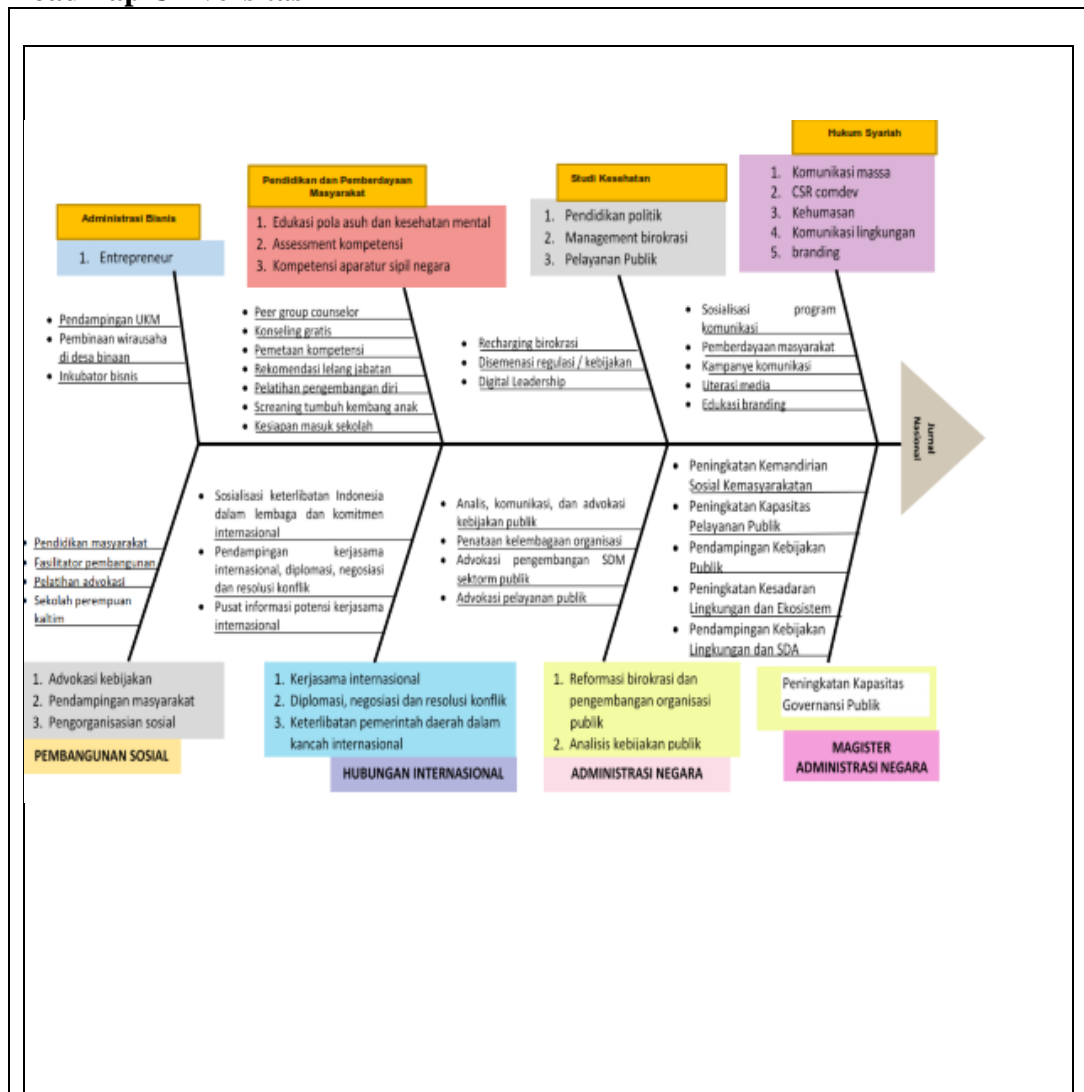 Administrasi Bisnis
1. Entrepreneur
Pendidikan dan Pemberdayaan
Masyarakat
1. Edukasi pola asuh dan kesehatan mental
2. Assessment kompetensi
3. Kompetensi aparatur sipil negara
Studi Kesehatan
1. Pendidikan politik
2. Management birokrasi
3. Pelayanan Publik
Hukum Syariah
1. Komunikasi massa
2. CSR comdev
3. Kehumasan
4. Komunikasi lingkungan
5. branding
• Pendampingan UKM
• Pembinaan wirausaha
di desa binaan
• Inkubator bisnis
• Peer group counselor
• Konseling gratis
• Pemetaan kompetensi
• Rekomendasi lelang jabatan
• Pelatihan pengembangan diri
• Screaning tumbuh kembang anak
• Kesiapan masuk sekolah
• Recharging birokrasi
• Disemenasi regulasi / kebijakan
• Digital Leadership
• Sosialisasi program
komunikasi
• Pemberdayaan masyarakat
• Kampanye komunikasi
• Literasi media
• Edukasi branding
Jurnal
Nasional
• Pendidikan masyarakat
• Fasilitator pembangunan
• Pelatihan advokasi
• Sekolah perempuan
kaltim
• Sosialisasi keterlibatan Indonesia
dalam lembaga dan komitmen
internasional
• Pendampingan kerjasama
internasional, diplomasi, negosiasi
dan resolusi konflik
• Pusat informasi potensi kerjasama
internasional
• Analis, komunikasi, dan advokasi
kebijakan publik
• Penataan kelembagaan organisasi
• Advokasi pengembangan SDM
sektorm publik
• Advokasi pelayanan publik
• Peningkatan Kemandirian
Sosial Kemasyarakatan
• Peningkatan Kapasitas
Pelayanan Publik
• Pendampingan Kebijakan
Publik
• Peningkatan Kesadaran
Lingkungan dan Ekosistem
• Pendampingan Kebijakan
Lingkungan dan SDA
1. Advokasi kebijakan
2. Pendampingan masyarakat
3. Pengorganisasian sosial
PEMBANGUNAN SOSIAL
1. Kerjasama internasional
2. Diplomasi, negosiasi dan resolusi konflik
3. Keterlibatan pemerintah daerah dalam
kancah internasional
HUBUNGAN INTERNASIONAL
1. Reformasi birokrasi dan
pengembangan organisasi
publik
2. Analisis kebijakan publik
ADMINISTRASI NEGARA
Peningkatan Kapasitas
Governansi Publik
MAGISTER
ADMINISTRASI NEGARA